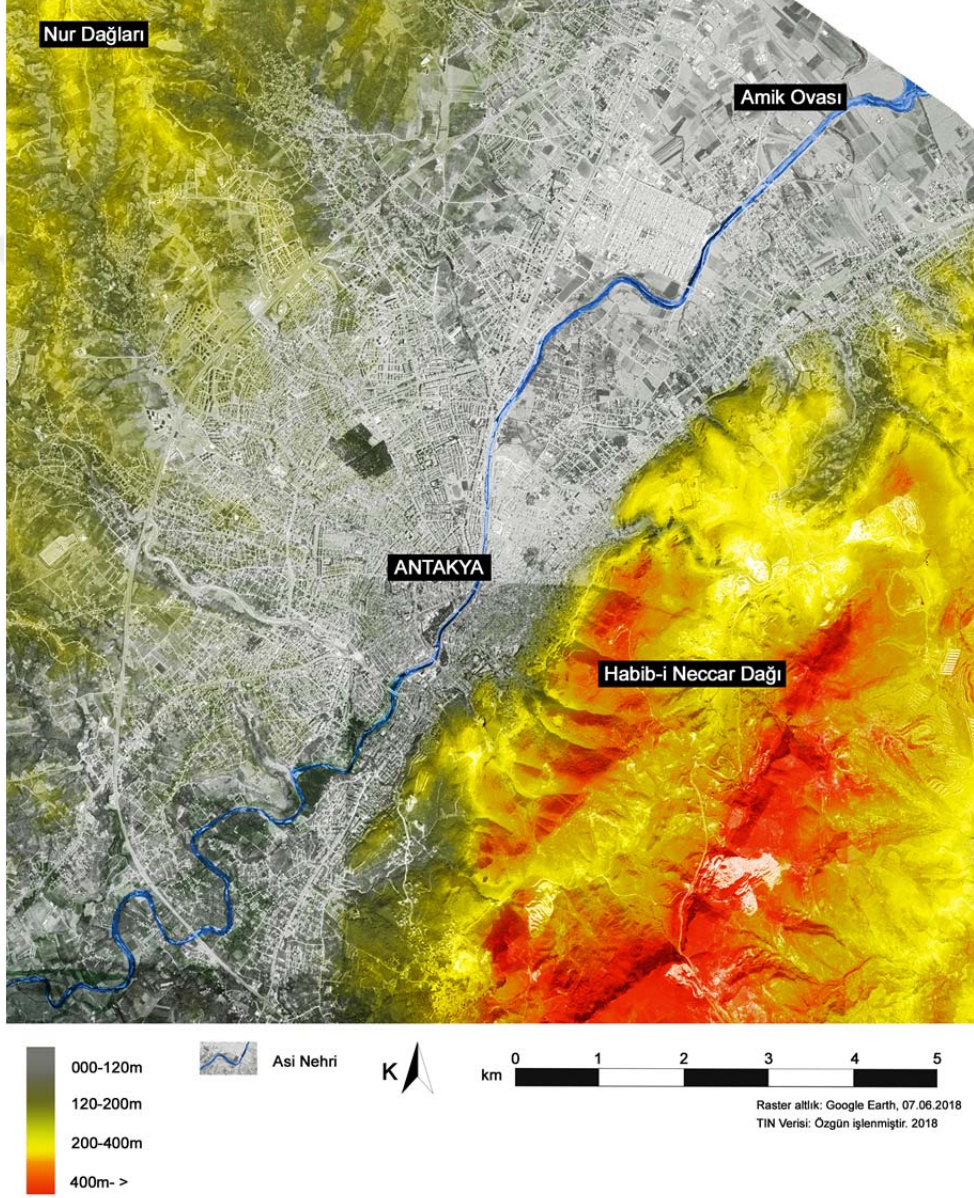 Nur Dağları
Amik Ovası
ANTAKYA
Habib-i Neccar Dağı
000-120m
120-200m
200-400m
400m- >
Asi Nehri
K
km
0 1 2 3 4 5
Raster altlık: Google Earth, 07.06.2018
TIN Verisi: Özgün işlenmiştir. 2018